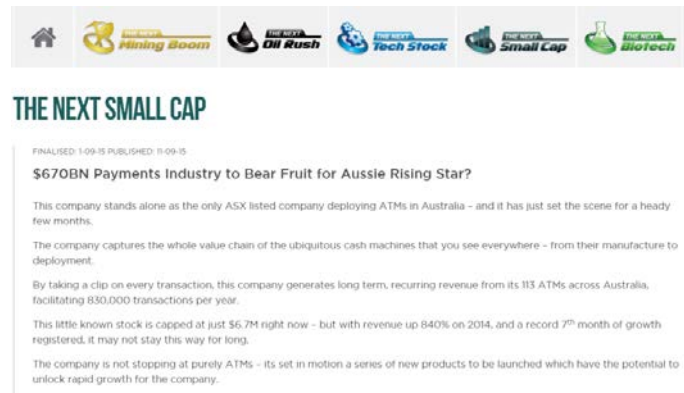 THE NEXT
Mining Boom
THE NEXT
Oil Rush
THE NEXT
Tech Stock
THE NEXT
Small Cap
THE NEXT
Biotech
THE NEXT SMALL CAP
FINALISED: 1-09-15 PUBLISHED: 11-09-15
$670BN Payments Industry to Bear Fruit for Aussie Rising Star?
This company stands alone as the only ASX listed company deploying ATMs in Australia – and it has just set the scene for a heady
few months.
The company captures the whole value chain of the ubiquitous cash machines that you see everywhere – from their manufacture to
deployment.
By taking a clip on every transaction, this company generates long term, recurring revenue from its 113 ATMs across Australia,
facilitating 830,000 transactions per year.
This little known stock is capped at just $6.7M right now – but with revenue up 840% on 2014, and a record 7th month of growth
registered, it may not stay this way for long.
The company is not stopping at purely ATMs – its set in motion a series of new products to be launched which have the potential to
unlock rapid growth for the company.